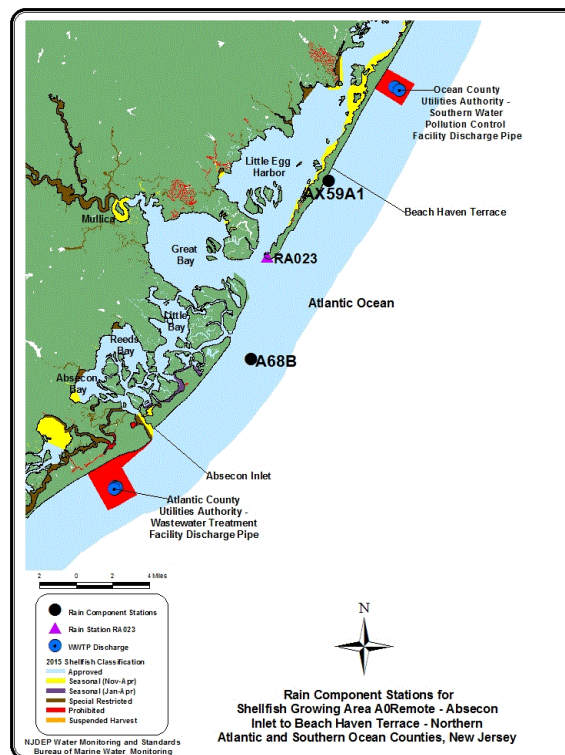 Ocean County
Utilities Authority -
Southern Water
Pollution Control
Facility Discharge Pipe
Little Egg
Harbor
AX59A1
Beach Haven Terrace
Mullica
Great
Bay
RA023
Atlantic Ocean
Little
Bay
Reeds
Bay
A68B
Absecon
Bay
Absecon Inlet
Atlantic County
Utilities Authority -
Wastewater Treatment
Facility Discharge Pipe
2 0 2 4 Miles
Rain Component Stations
Rain Station RA023
WWTP Discharge
2015 Shellfish Classification
Approved
Seasonal (Nov-Apr)
Seasonal (Jan-Apr)
Special Restricted
Prohibited
Suspended Harvest
NJDEP Water Monitoring and Standards
Bureau of Marine Water Monitoring
N
Rain Component Stations for
Shellfish Growing Area A0Remote - Absecon
Inlet to Beach Haven Terrace - Northern
Atlantic and Southern Ocean Counties, New Jersey